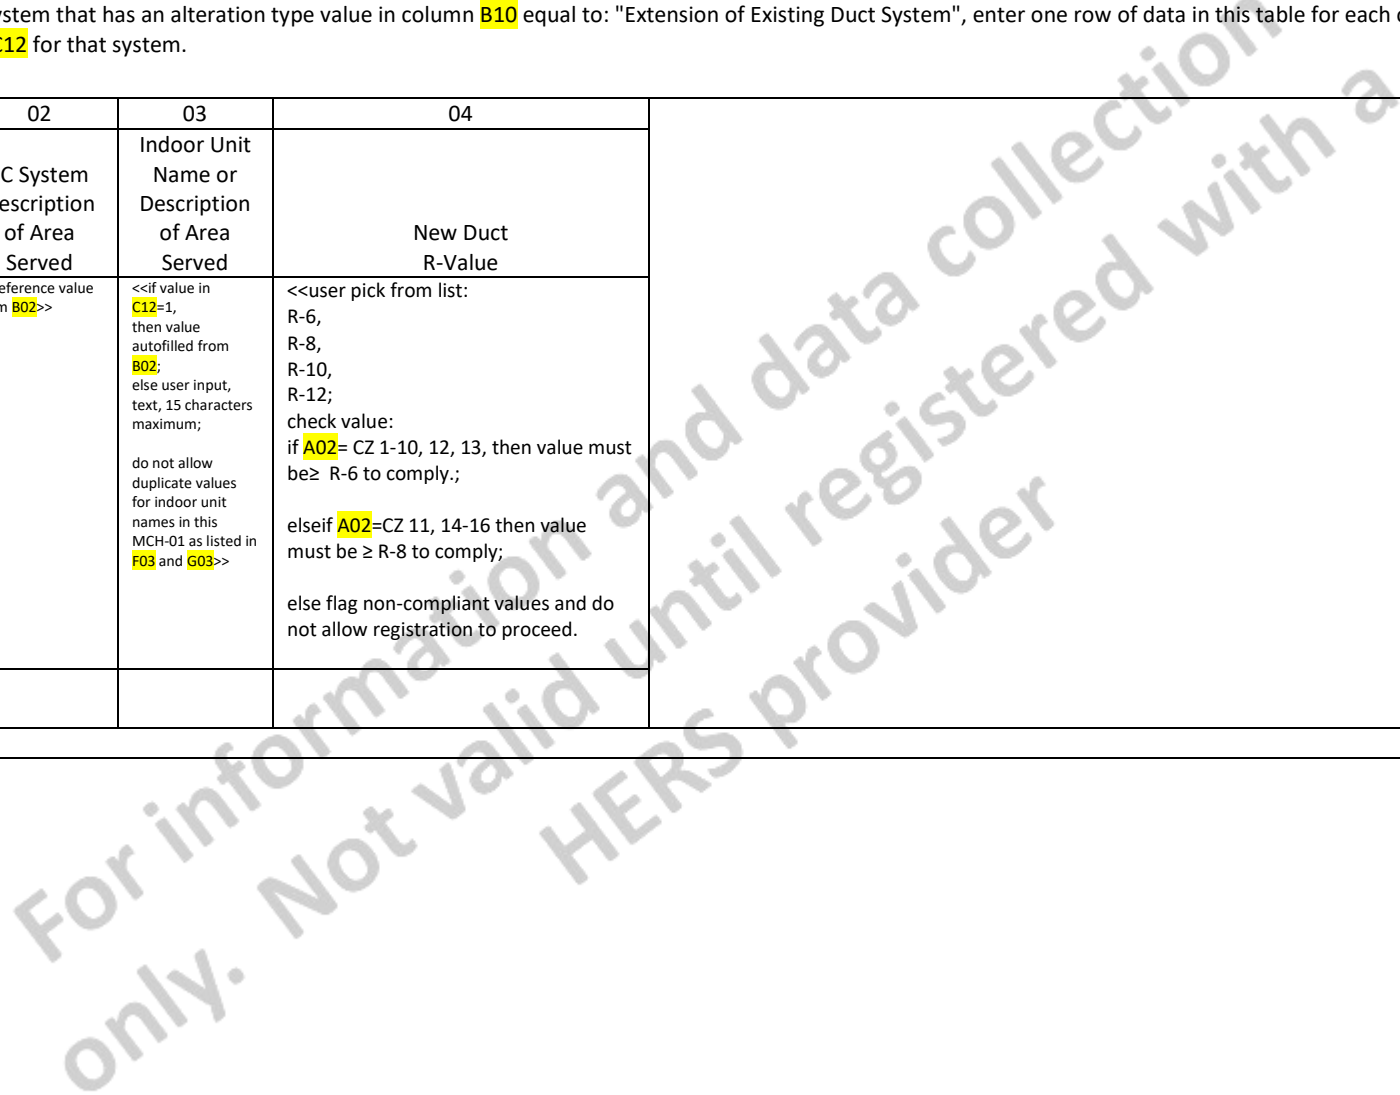 ystem that has an alteration type value in column B10 equal to: "Extension of Existing Duct System", enter one row of data in this table for each
C12 for that system.
02
03
04
C System
escription
of Area
Served
Indoor Unit
Name or
Description
of Area
Served
New Duct
R-Value
eference value
m B02>>
<<if value in
C12=1,
then value
autofilled from
B02;
else user input,
text, 15 characters
maximum;
do not allow
duplicate values
for indoor unit
names in this
MCH-01 as listed in
F03 and G03>>
<<user pick from list:
R-6,
R-8,
R-10,
R-12;
check value:
if A02= CZ 1-10, 12, 13, then value must
be≥ R-6 to comply.;
elseif A02=CZ 11, 14-16 then value
must be ≥ R-8 to comply;
else flag non-compliant values and do
not allow registration to proceed.
For information and data collection
only. Not valid until registered with a
HERS provider